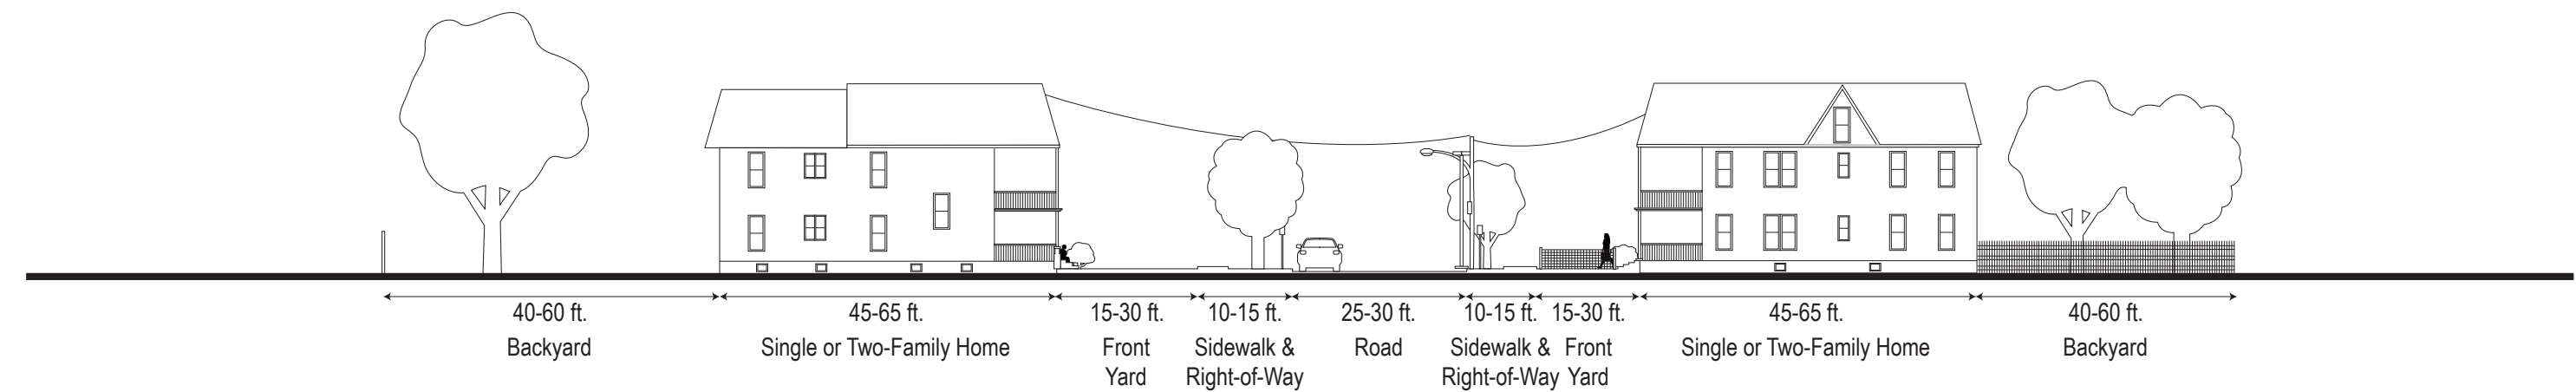 40-60 ft.
Backyard
45-65 ft.
Single or Two-Family Home
15-30 ft.
Front
Yard
10-15 ft.
Sidewalk &
Right-of-Way
25-30 ft.
Road
10-15 ft.
Sidewalk &
Right-of-Way
15-30 ft.
Front
Yard
45-65 ft.
Single or Two-Family Home
40-60 ft.
Backyard